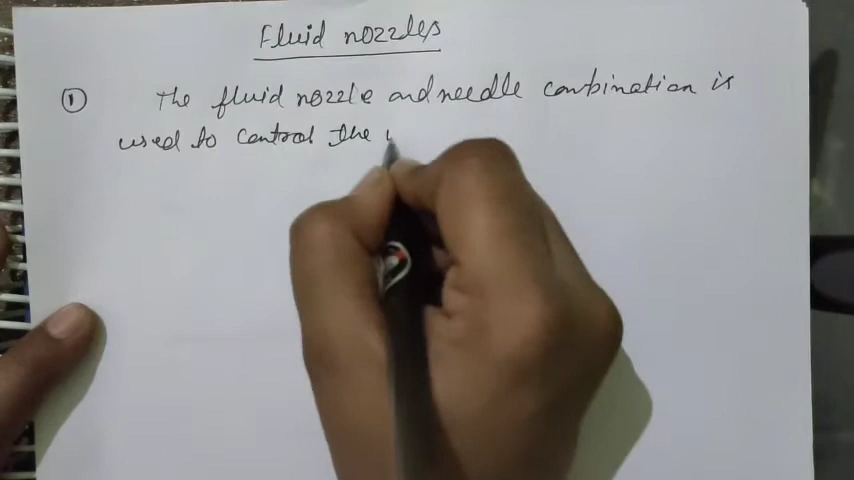 Fluid nozzles
① The fluid nozzle and needle combination is
used to control the